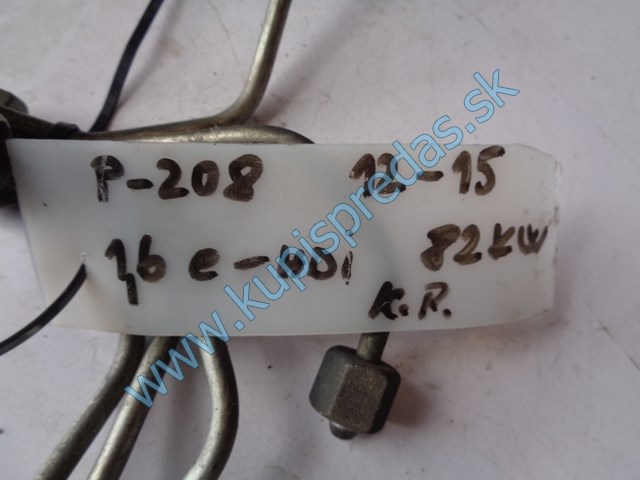 P-208 12-15
1,6 e-HDi 82kW
K.R.
www.kupispredas.sk